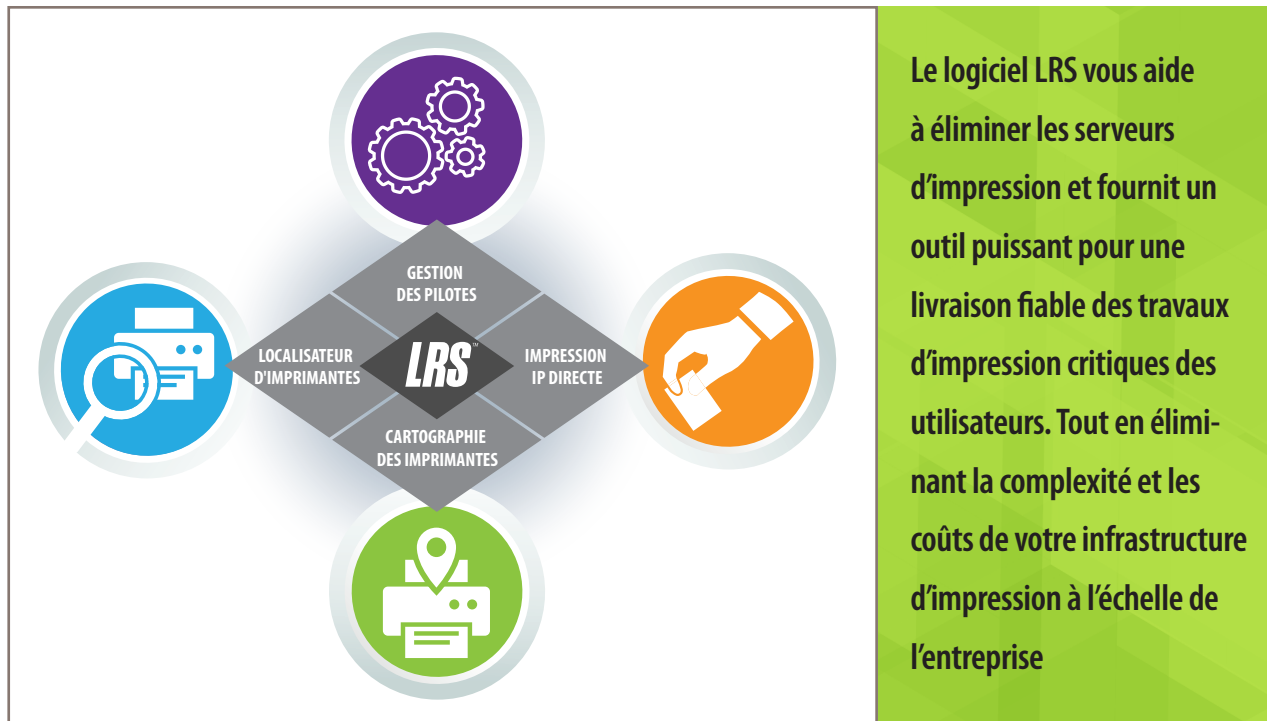 GESTION
DES PILOTES
LOCALISATEUR
D'IMPRIMANTES
LRS™
IMPRESSION
IP DIRECTE
CARTOGRAPHIE
DES IMPRIMANTES
Le logiciel LRS vous aide
à éliminer les serveurs
d’impression et fournit un
outil puissant pour une
livraison fiable des travaux
d’impression critiques des
utilisateurs. Tout en élimi-
nant la complexité et les
coûts de votre infrastructure
d’impression à l’échelle de
l’entreprise